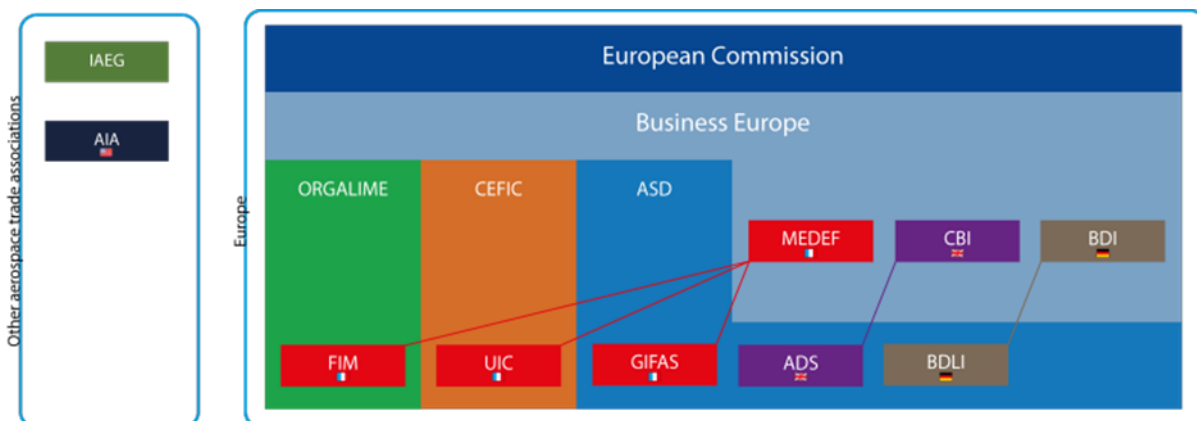 Other aerospace trade associations
IAEG
AIA
Europe
European Commission
Business Europe
ORGALIME
CEFIC
ASD
MEDEF
CBI
BDI
FIM
UIC
GIFAS
ADS
BDLI